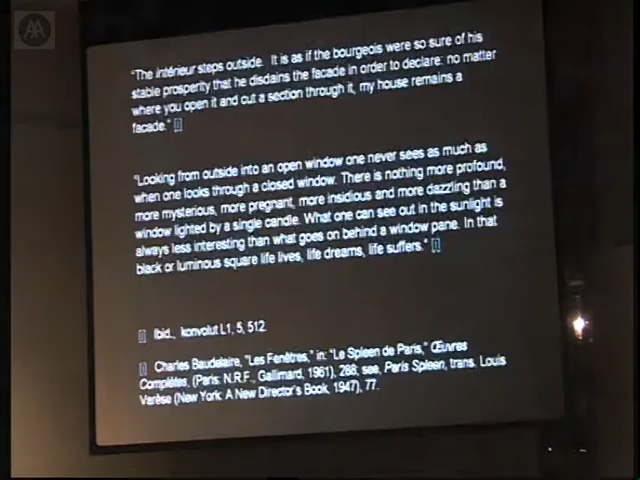 AA
"The intérieur steps outside. It is as if the bourgeois were so sure of his
stable prosperity that he disdains the facade in order to declare: no matter
where you open it and cut a section through it, my house remains a
facade." [i]
"Looking from outside into an open window one never sees as much as
when one looks through a closed window. There is nothing more profound,
more mysterious, more pregnant, more insidious and more dazzling than a
window lighted by a single candle. What one can see out in the sunlight is
always less interesting than what goes on behind a window pane. In that
black or luminous square life lives, life dreams, life suffers." [i]
[i] Ibid., konvolut L1, 5, 512
[i] Charles Baudelaire, "Les Fenêtres," in: "Le Spleen de Paris," Œuvres
Complètes, (Paris: N.R.F., Gallimard, 1961), 288; see, Paris Spleen, trans. Louis
Varèse (New York: A New Director's Book, 1947), 77.